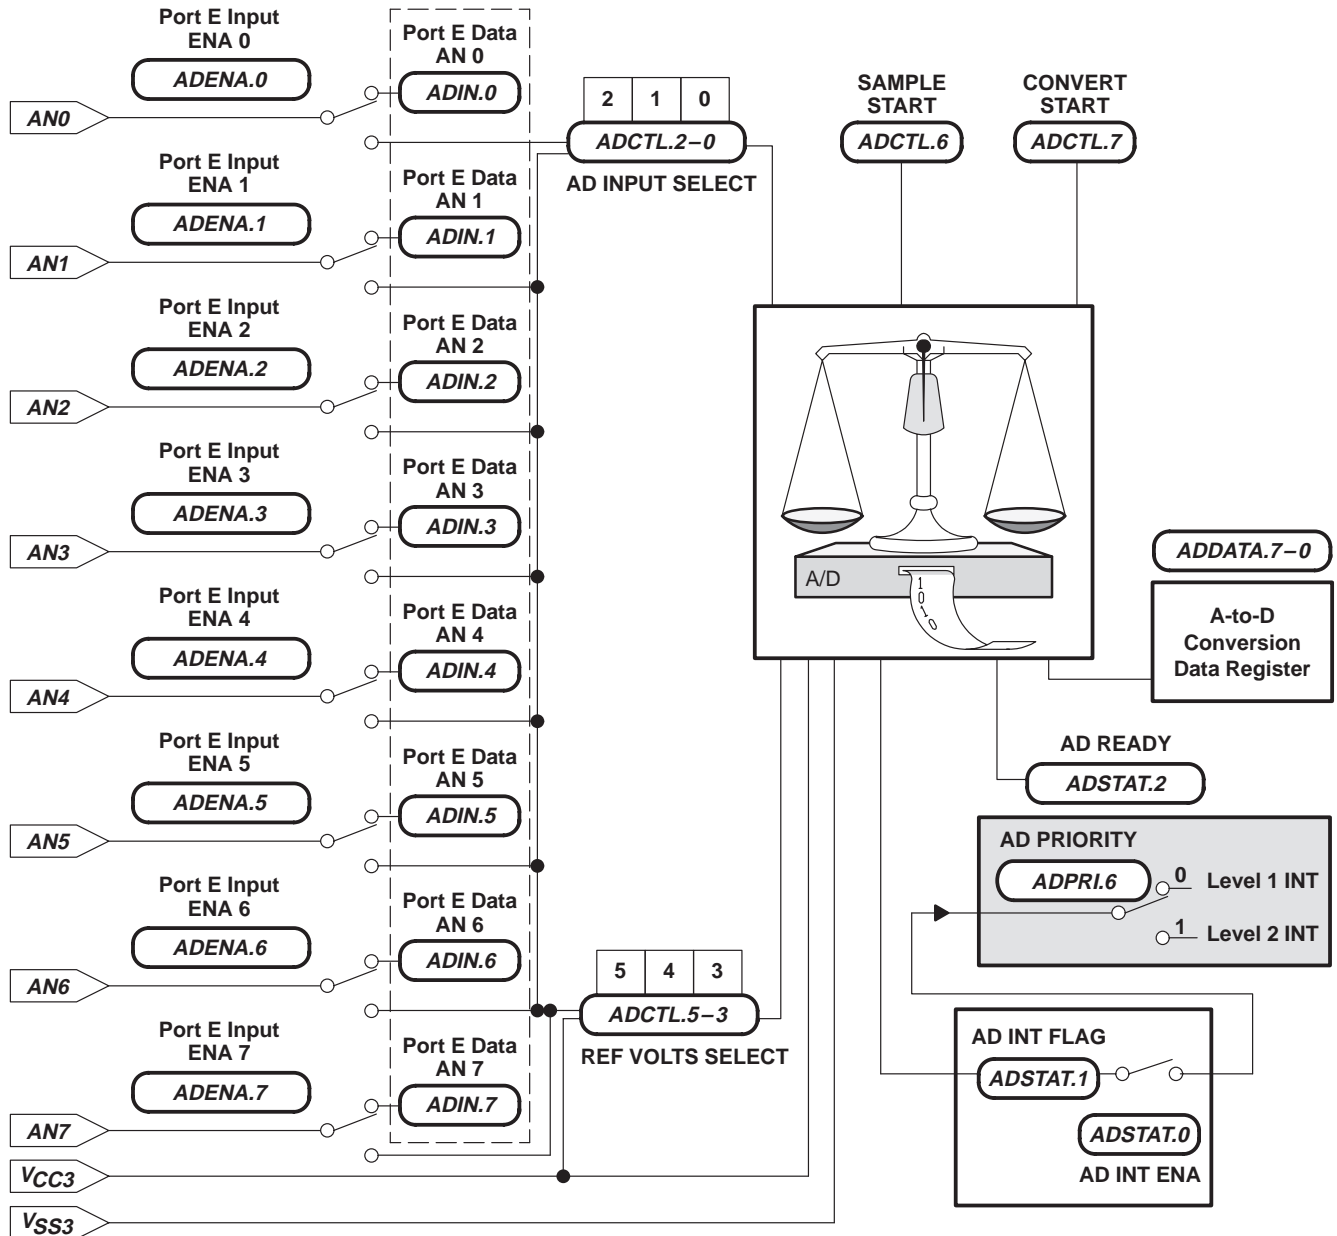 Port E Input
ENA 0
ADENA.0
AN0
Port E Data
AN 0
ADIN.0
Port E Input
ENA 1
ADENA.1
AN1
Port E Data
AN 1
ADIN.1
Port E Input
ENA 2
ADENA.2
AN2
Port E Data
AN 2
ADIN.2
Port E Input
ENA 3
ADENA.3
AN3
Port E Data
AN 3
ADIN.3
Port E Input
ENA 4
ADENA.4
AN4
Port E Data
AN 4
ADIN.4
Port E Input
ENA 5
ADENA.5
AN5
Port E Data
AN 5
ADIN.5
Port E Input
ENA 6
ADENA.6
AN6
Port E Data
AN 6
ADIN.6
Port E Input
ENA 7
ADENA.7
AN7
Port E Data
AN 7
ADIN.7
VCC3
VSS3
2 1 0
ADCTL.2–0
AD INPUT SELECT
5 4 3
ADCTL.5–3
REF VOLTS SELECT
SAMPLE
START
ADCTL.6
CONVERT
START
ADCTL.7
A/D
1
0
1
0
ADDATA.7–0
A-to-D
Conversion
Data Register
AD READY
ADSTAT.2
AD PRIORITY
ADPRI.6
0 Level 1 INT
1 Level 2 INT
AD INT FLAG
ADSTAT.1
ADSTAT.0
AD INT ENA